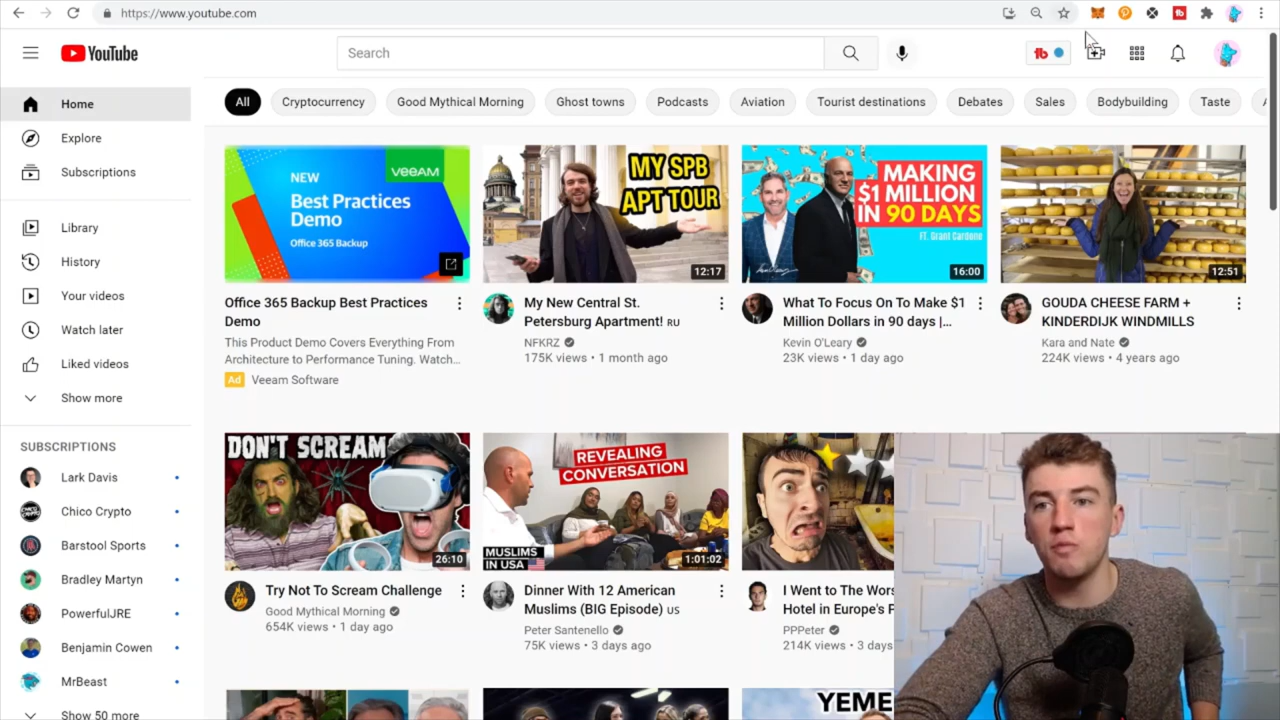 https://www.youtube.com
YouTube
Search
tb
Home
Explore
Subscriptions
Library
History
Your videos
Watch later
Liked videos
Show more
SUBSCRIPTIONS
Lark Davis
Chico Crypto
Barstool Sports
Bradley Martyn
PowerfulJRE
Benjamin Cowen
MrBeast
Show 50 more
All
Cryptocurrency
Good Mythical Morning
Ghost towns
Podcasts
Aviation
Tourist destinations
Debates
Sales
Bodybuilding
Taste
NEW
Best Practices
Demo
Office 365 Backup
veeam
Office 365 Backup Best Practices
Demo
This Product Demo Covers Everything From
Architecture to Performance Tuning. Watch...
Ad
Veeam Software
MY SPB
APT TOUR
12:17
My New Central St.
Petersburg Apartment! RU
NFKRZ
175K views • 1 month ago
MAKING
$1 MILLION
IN 90 DAYS
FT. Grant Cardone
16:00
What To Focus On To Make $1
Million Dollars in 90 days |...
Kevin O'Leary
23K views • 1 day ago
12:51
GOUDA CHEESE FARM +
KINDERDIJK WINDMILLS
Kara and Nate
224K views • 4 years ago
DON'T SCREAM
26:10
Try Not To Scream Challenge
Good Mythical Morning
654K views • 1 day ago
REVEALING
CONVERSATION
MUSLIMS
IN USA
1:01:02
Dinner With 12 American
Muslims (BIG Episode) US
Peter Santenello
75K views • 3 days ago
I Went to The Wors
Hotel in Europe's
PPPeter
214K views • 3 days
YEME